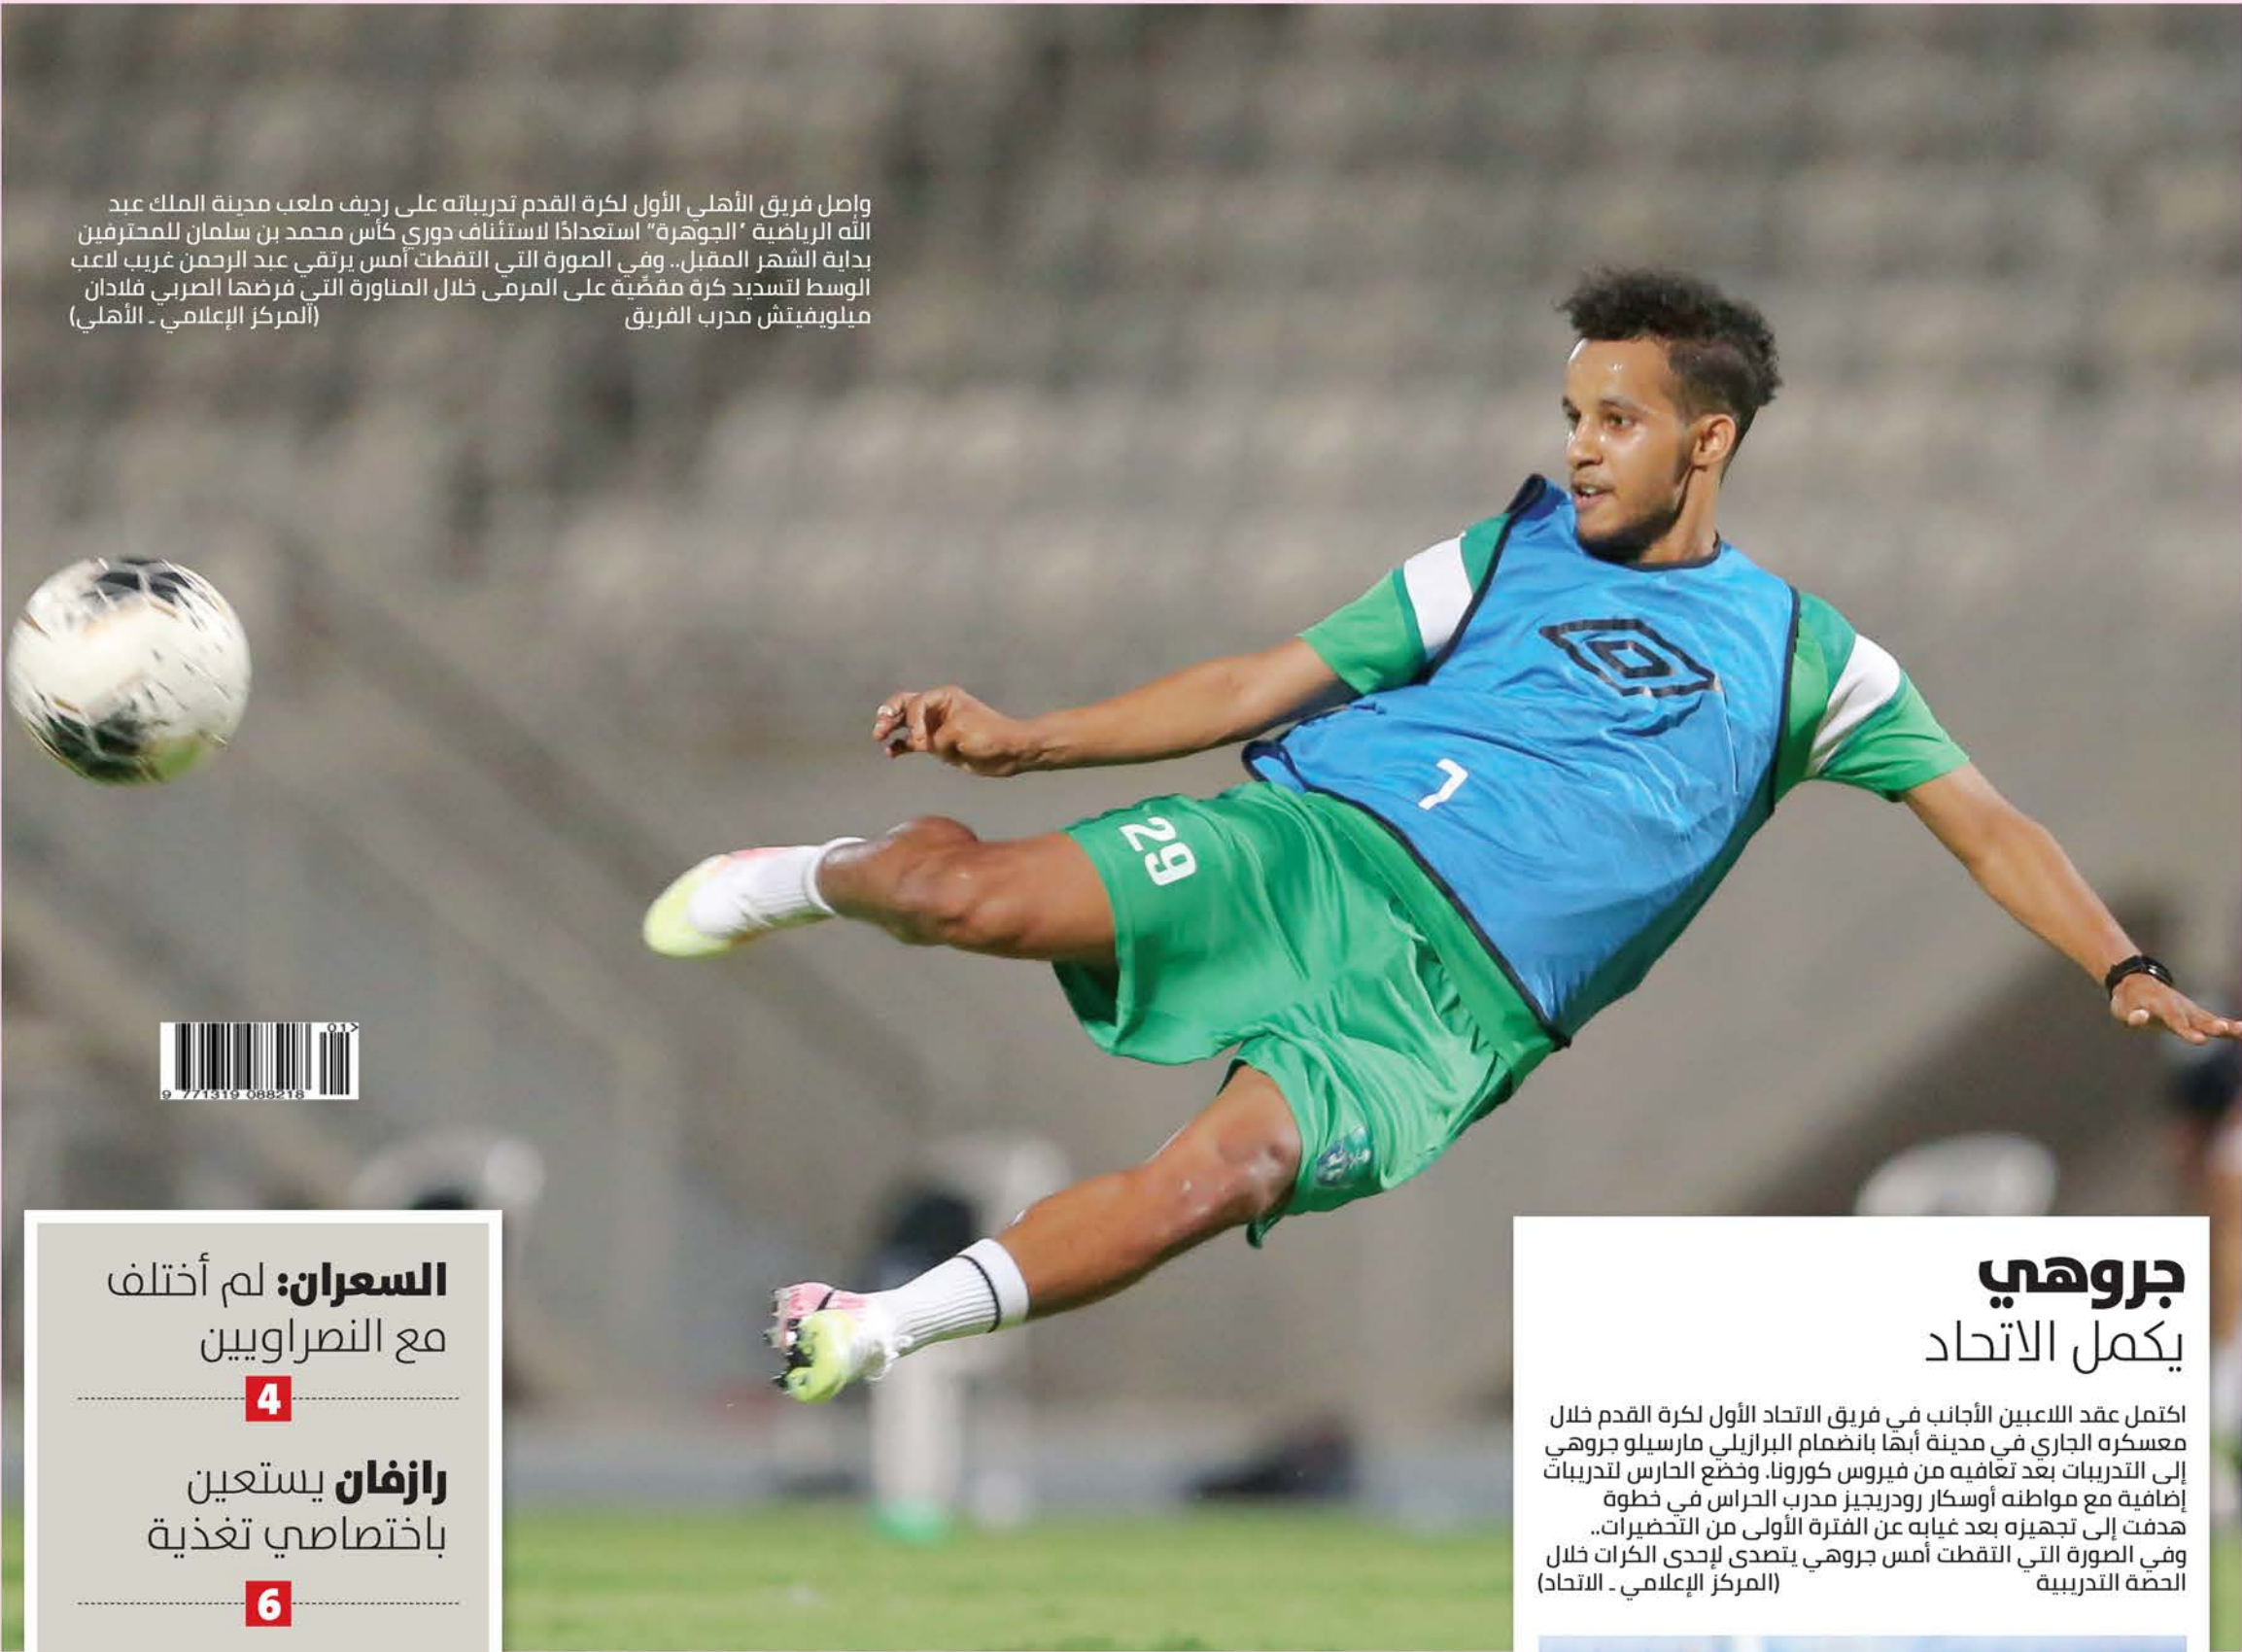 واصل فريق الأهلي الأول لكرة القدم تدريباته على رديف ملعب مدينة الملك عبد
الله الرياضية "الجوهرة" استعدادًا لاستئناف دوري كأس محمد بن سلمان للمحترفين
بداية الشهر المقبل.. وفي الصورة التي التقطت أمس يرتقي عبد الرحمن غريب لاعب
الوسط لتسديد كرة مقصّية على المرمى خلال المناورة التي فرضها الصربي فلادان
ميلويفيتش مدرب الفريق (المركز الإعلامي ـ الأهلي)
29
01>
9 771319 088218
جروهي
يكمل الاتحاد
اكتمل عقد اللاعبين الأجانب في فريق الاتحاد الأول لكرة القدم خلال
معسكره الجاري في مدينة أبها بانضمام البرازيلي مارسيلو جروهي
إلى التدريبات بعد تعافيه من فيروس كورونا. وخضع الحارس لتدريبات
إضافية مع مواطنه أوسكار رودريجيز مدرب الحراس في خطوة
هدفت إلى تجهيزه بعد غيابه عن الفترة الأولى من التحضيرات..
وفي الصورة التي التقطت أمس جروهي يتصدى لإحدى الكرات خلال
الحصة التدريبية (المركز الإعلامي ـ الاتحاد)
السعران: لم أختلف
مع النصراويين
4
رازفان يستعين
باختصاصي تغذية
6